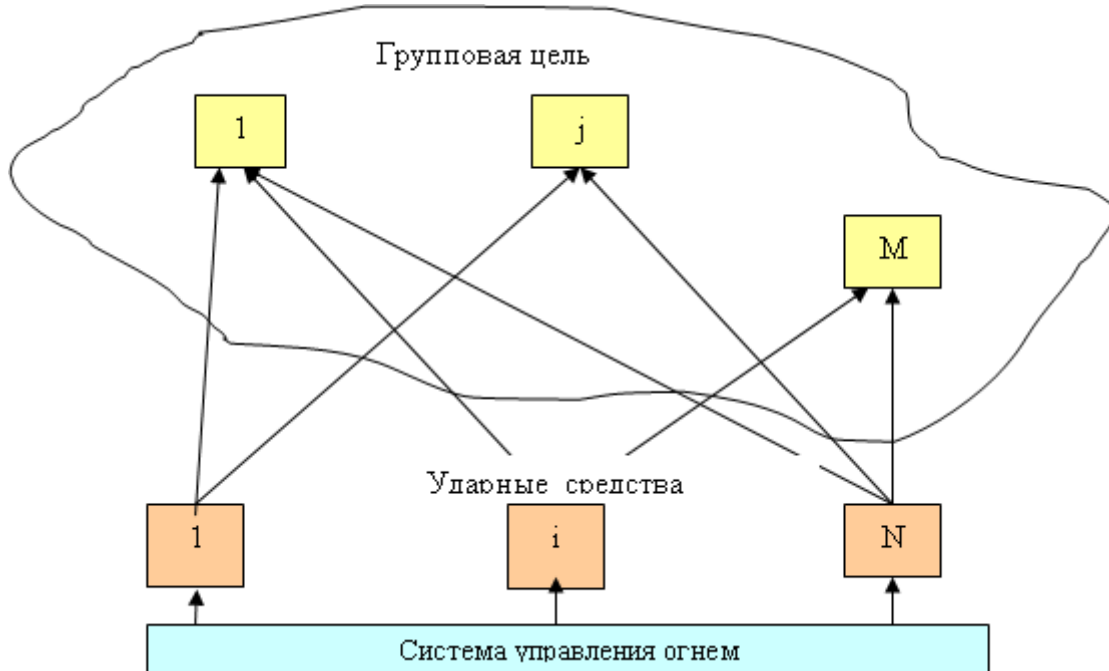 Групповая цель
1
j
M
Ударные средства
1
i
N
Система управления огнем